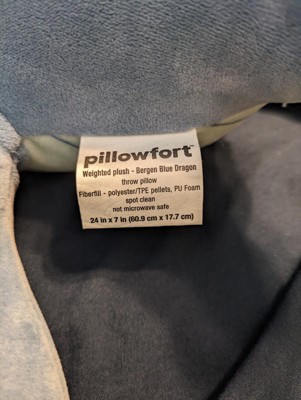 pillowfort™
Weighted plush - Bergen Blue Dragon
throw pillow
Fiberfill - polyester/TPE pellets, PU Foam
spot clean
not microwave safe
24 in x 7 in (60.9 cm x 17.7 cm)